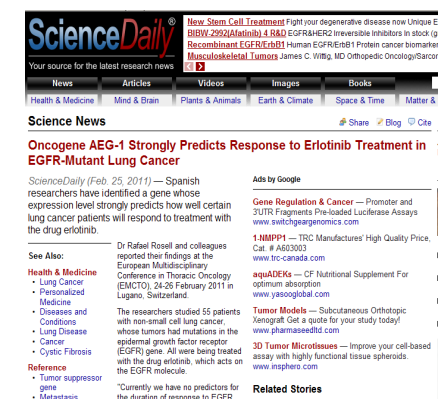 New Stem Cell Treatment Fight your degenerative disease now Unique E
BIBW-2992(Afatinib) 4 R&D EGFR&HER2 Irreversible Inhibitors In stock (g
Recombinant EGFR/ErbB1 Human EGFR/ErbB1 Protein cancer biomarker
Musculoskeletal Tumors James C. Wittig, MD Orthopedic Oncology/Sarcor
ScienceDaily®
Your source for the latest research news
News Articles Videos Images Books
Health & Medicine Mind & Brain Plants & Animals Earth & Climate Space & Time Matter &
Science News
Share Blog Cite
Oncogene AEG-1 Strongly Predicts Response to Erlotinib Treatment in
EGFR-Mutant Lung Cancer
ScienceDaily (Feb. 25, 2011) — Spanish
researchers have identified a gene whose
expression level strongly predicts how well certain
lung cancer patients will respond to treatment with
the drug erlotinib.
See Also:
Health & Medicine
• Lung Cancer
• Personalized
Medicine
• Diseases and
Conditions
• Lung Disease
• Cancer
• Cystic Fibrosis
Reference
• Tumor suppressor
gene
• Metastasis
Dr Rafael Rosell and colleagues
reported their findings at the
European Multidisciplinary
Conference in Thoracic Oncology
(EMCTO), 24-26 February 2011 in
Lugano, Switzerland.
The researchers studied 55 patients
with non-small cell lung cancer,
whose tumors had mutations in the
epidermal growth factor receptor
(EGFR) gene. All were being treated
with the drug erlotinib, which acts on
the EGFR molecule.
"Currently we have no predictors for
the duration of response to EGFR
Ads by Google
Gene Regulation & Cancer — Promoter and
3'UTR Fragments Pre-loaded Luciferase Assays
www.switchgeargenomics.com
1-NMPP1 — TRC Manufactures' High Quality Price,
Cat. # A603003
www.trc-canada.com
aquADEKs — CF Nutritional Supplement For
optimum absorption
www.yasooglobal.com
Tumor Models — Subcutaneous Orthotopic
Xenograft Get a quote for your study today!
www.pharmaseedltd.com
3D Tumor Microtissues — Improve your cell-based
assay with highly functional tissue spheroids.
www.insphero.com
Related Stories